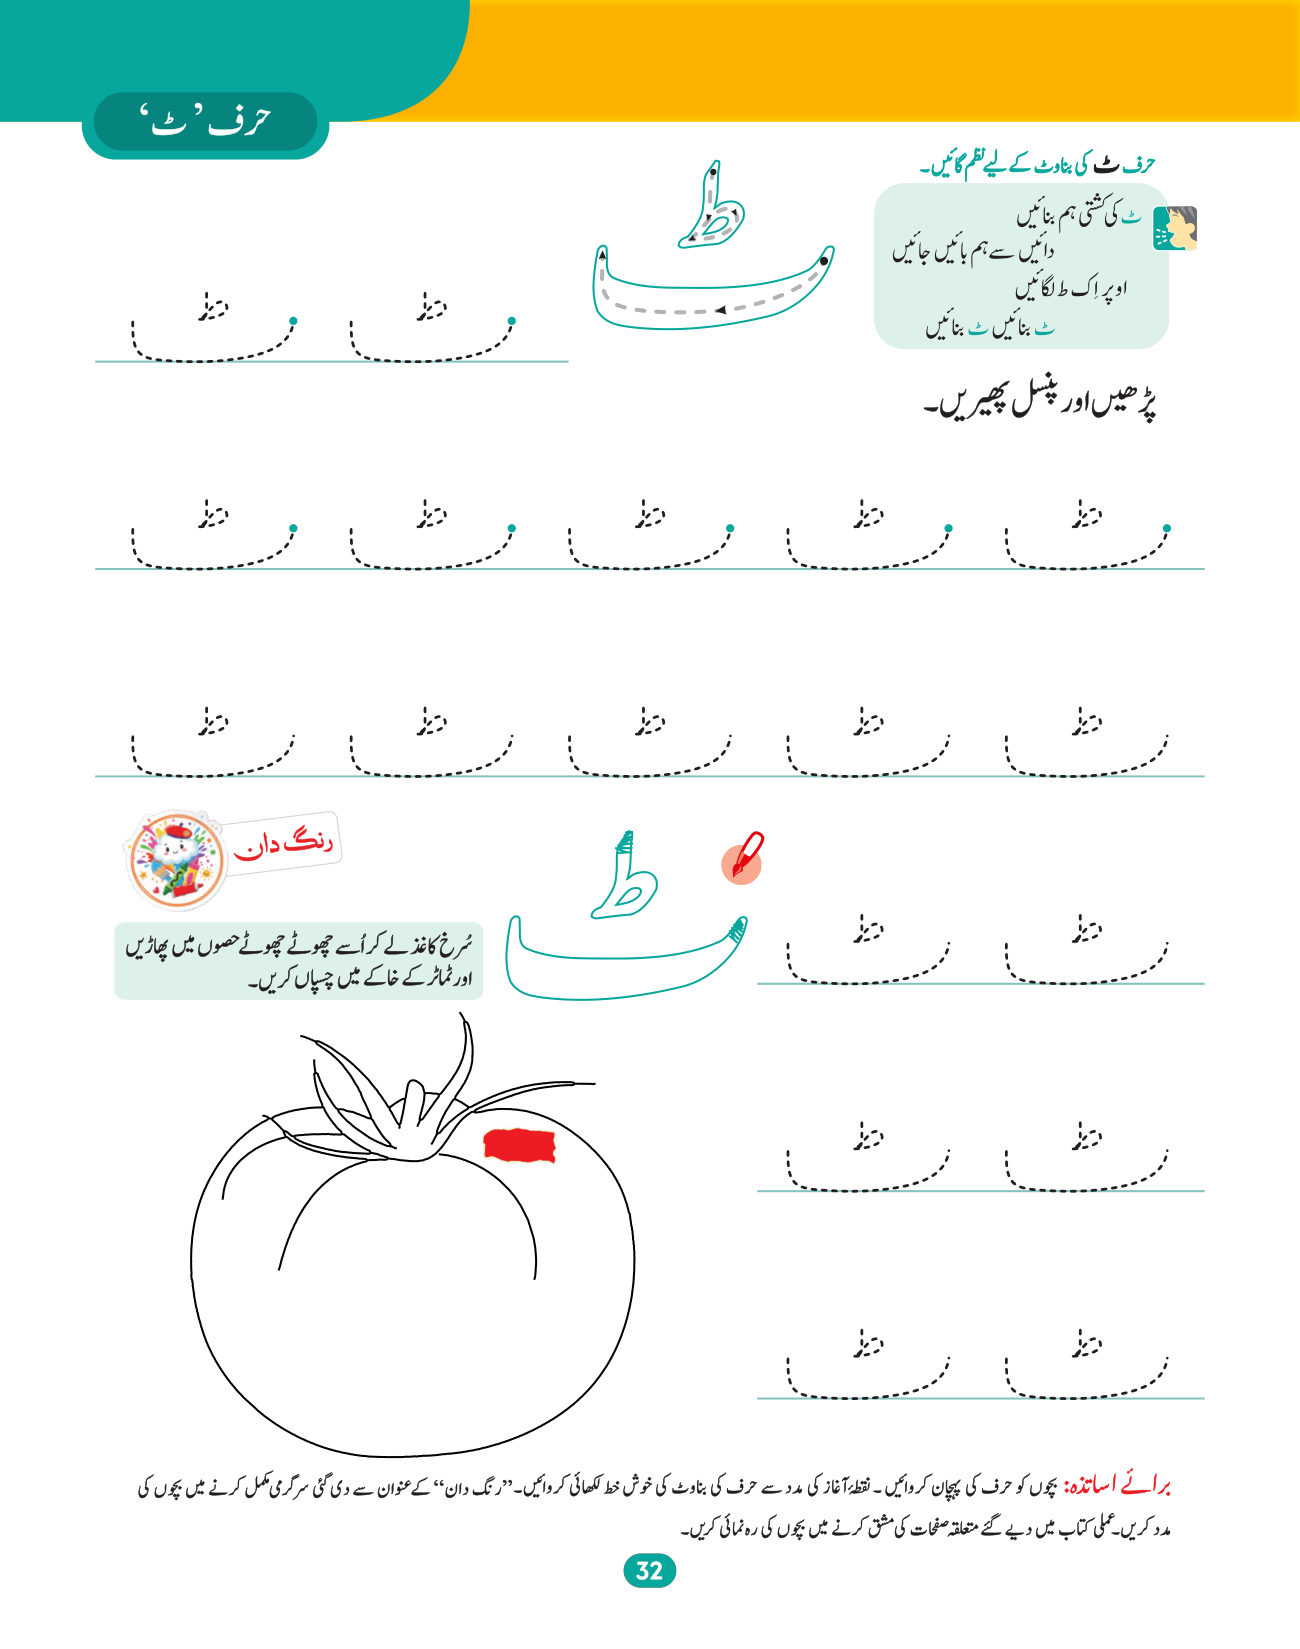 حرف ’ٹ‘
حرف ٹ کی بناوٹ کے لیے نظم گائیں۔
ٹ کی کشتی ہم بنائیں
دائیں سے ہم بائیں جائیں
اوپر اِک ط لگائیں
ٹ بنائیں ٹ بنائیں
ٹ
ٹ ٹ
پڑھیں اور پنسل پھیریں۔
ٹ ٹ ٹ ٹ ٹ
ٹ ٹ ٹ ٹ ٹ
رنگ دان
سُرخ کاغذ لے کر اُسے چھوٹے چھوٹے حصوں میں پھاڑیں
اور ٹماٹر کے خاکے میں چسپاں کریں۔
ٹ
ٹ ٹ
ٹ ٹ
ٹ ٹ
برائے اساتذہ: بچوں کو حرف کی پہچان کروائیں۔ نقطۂ آغاز کی مدد سے حرف کی بناوٹ کی خوش خط لکھائی کروائیں۔ ”رنگ دان“ کے عنوان سے دی گئی سرگرمی مکمل کرنے میں بچوں کی
مدد کریں۔ عملی کتاب میں دیے گئے متعلقہ صفحات کی مشق کرنے میں بچوں کی رہ نمائی کریں۔
32